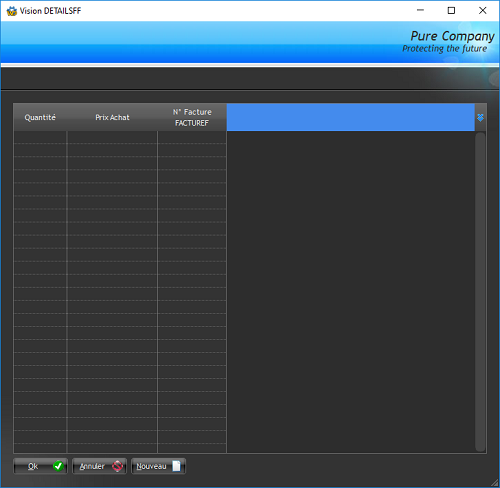 Vision DETAILSFF
Pure Company
Protecting the future
Quantité
Prix Achat
N° Facture
FACTUREF
Ok
Annuler
Nouveau